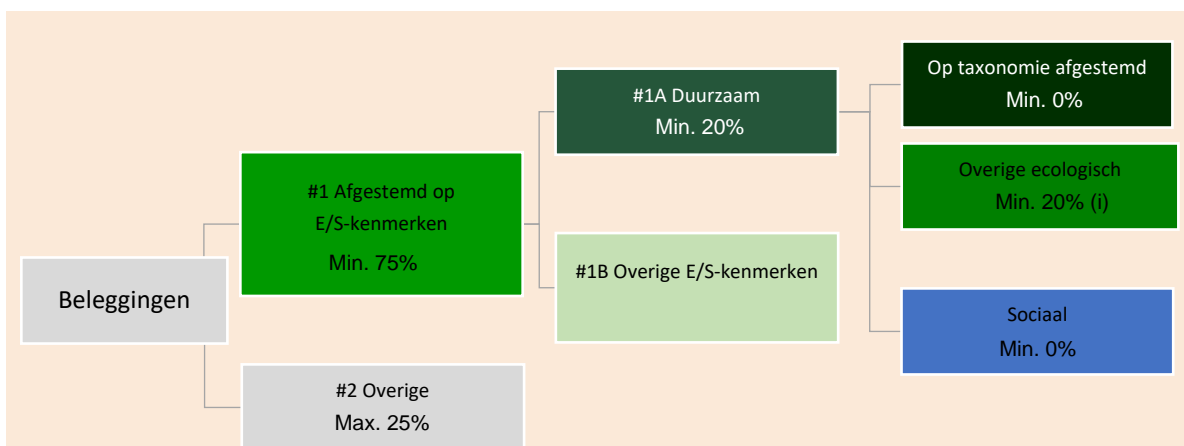 Beleggingen
#1 Afgestemd op
E/S-kenmerken
Min. 75%
#2 Overige
Max. 25%
#1A Duurzaam
Min. 20%
#1B Overige E/S-kenmerken
Op taxonomie afgestemd
Min. 0%
Overige ecologisch
Min. 20% (i)
Sociaal
Min. 0%